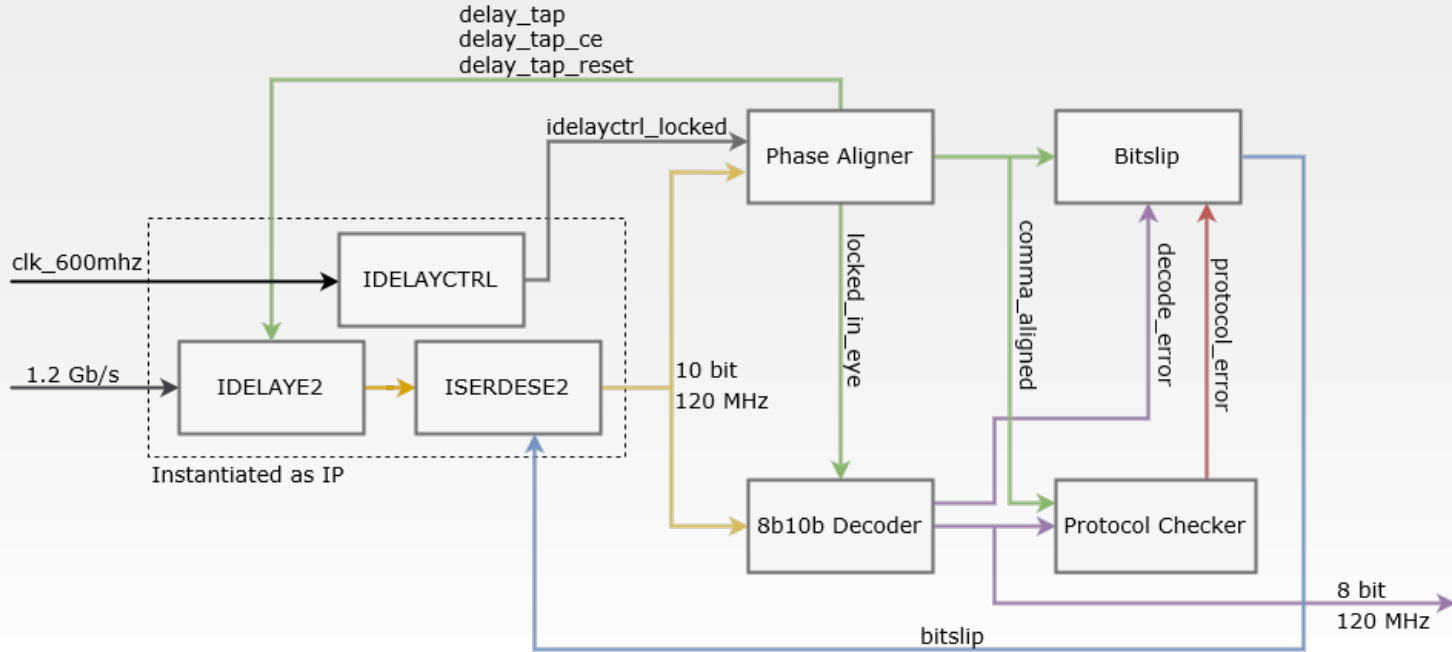 delay_tap
delay_tap_ce
delay_tap_reset
idelayctrl_locked
Phase Aligner
Bitslip
clk_600mhz
IDELAYCTRL
locked_in_eye
comma_aligned
decode_error
protocol_error
1.2 Gb/s
IDELAYE2
ISERDESE2
10 bit
120 MHz
Instantiated as IP
8b10b Decoder
Protocol Checker
8 bit
120 MHz
bitslip